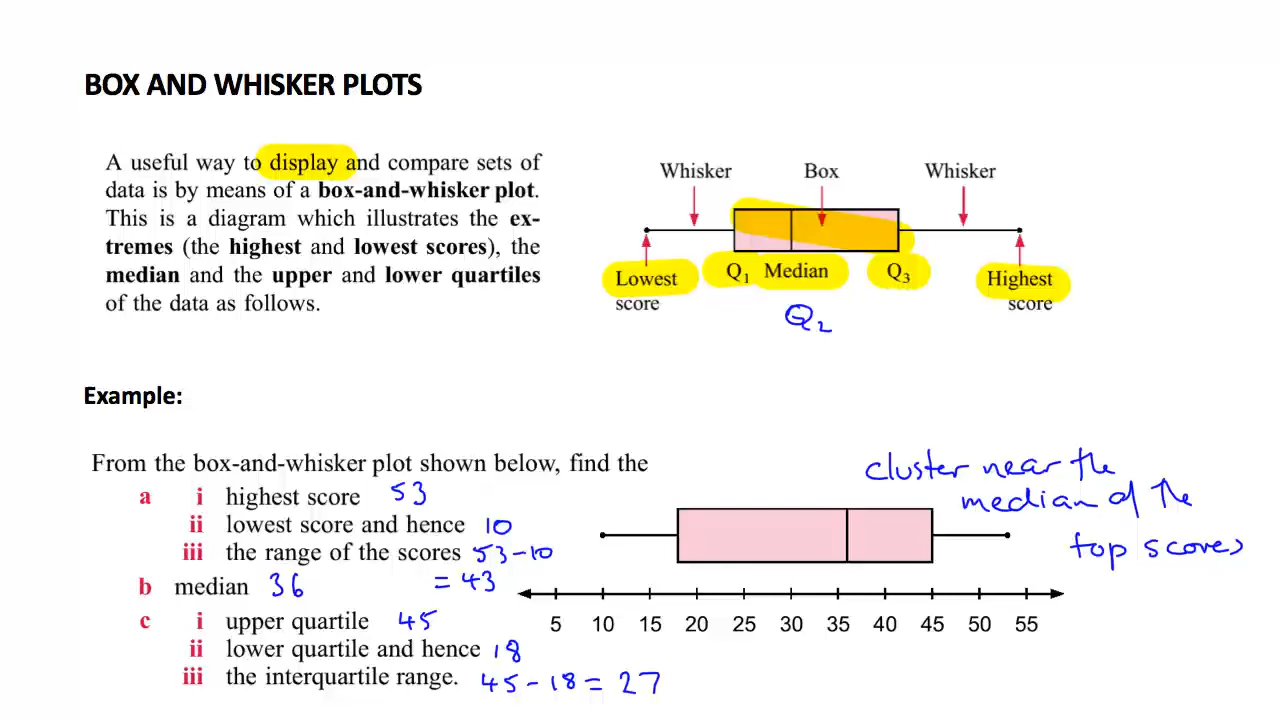 BOX AND WHISKER PLOTS
A useful way to display and compare sets of
data is by means of a box-and-whisker plot.
This is a diagram which illustrates the ex-
tremes (the highest and lowest scores), the
median and the upper and lower quartiles
of the data as follows.
Whisker Box Whisker
Lowest score Q₁ Median Q₃ Highest score
Q₂
Example:
From the box-and-whisker plot shown below, find the
a i highest score 53
ii lowest score and hence 10
iii the range of the scores 53-10
= 43
b median 36
c i upper quartile 45
ii lower quartile and hence 18
iii the interquartile range. 45-18 = 27
cluster near the
median of the
top scores
5 10 15 20 25 30 35 40 45 50 55